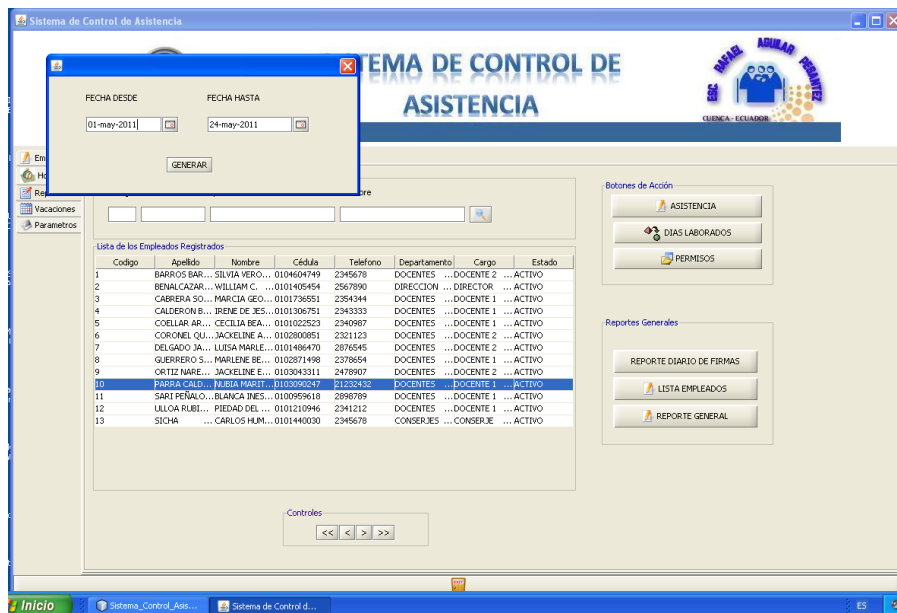 Sistema de Control de Asistencia
TEMA DE CONTROL DE
ASISTENCIA
ESC RAFAEL AGUILAR PESANTEZ
CUENCA - ECUADOR
FECHA DESDE FECHA HASTA
01-may-2011 24-may-2011
GENERAR
Em
Ho
Rep
Vacaciones
Parametros
bre
Botones de Acción
ASISTENCIA
DIAS LABORADOS
PERMISOS
Lista de los Empleados Registrados
Codigo Apellido Nombre Cédula Telefono Departamento Cargo Estado
1 BARROS BAR... SILVIA VERO... 0104604749 2345678 DOCENTES ... DOCENTE 2 ... ACTIVO
2 BENALCAZAR... WILLIAM C. ... 0101405454 2567890 DIRECCION ... DIRECTOR ... ACTIVO
3 CABRERA SO... MARCIA GEO... 0101736551 2354344 DOCENTES ... DOCENTE 1 ... ACTIVO
4 CALDERON B... IRENE DE JES... 0101306751 2343333 DOCENTES ... DOCENTE 1 ... ACTIVO
5 COELLAR AR... CECILIA BEA... 0101022523 2340987 DOCENTES ... DOCENTE 1 ... ACTIVO
6 CORONEL QU... JACKELINE A... 0102800851 2321123 DOCENTES ... DOCENTE 2 ... ACTIVO
7 DELGADO JA... LUISA MARLE... 0101486470 2876545 DOCENTES ... DOCENTE 2 ... ACTIVO
8 GUERRERO S... MARLENE BE... 0102871498 2378654 DOCENTES ... DOCENTE 1 ... ACTIVO
9 ORTIZ NARE... JACKELINE E... 0103043311 2478907 DOCENTES ... DOCENTE 2 ... ACTIVO
10 PARRA CALD... NUBIA MARIT... 0103090247 21232432 DOCENTES ... DOCENTE 1 ... ACTIVO
11 SARI PEÑALO... BLANCA INES... 0100959618 2898789 DOCENTES ... DOCENTE 1 ... ACTIVO
12 ULLOA RUBI... PIEDAD DEL ... 0101210946 2341212 DOCENTES ... DOCENTE 1 ... ACTIVO
13 SICHA ... CARLOS HUM... 0101440030 2345678 CONSERJES ... CONSERJE ... ACTIVO
Reportes Generales
REPORTE DIARIO DE FIRMAS
LISTA EMPLEADOS
REPORTE GENERAL
Controles
<< < > >>
Inicio Sistema_Control_Asis... Sistema de Control d... ES